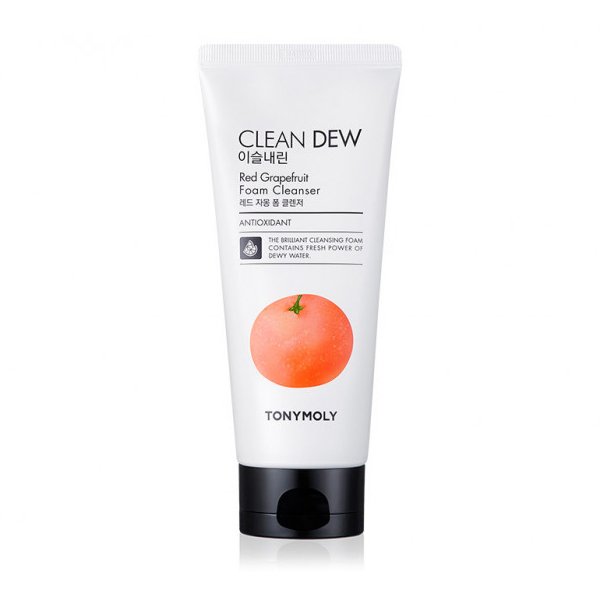 CLEAN DEW
이슬내린
Red Grapefruit
Foam Cleanser
레드 자몽 폼 클렌저
ANTIOXIDANT
THE BRILLIANT CLEANSING FOAM
CONTAINS FRESH POWER OF
DEWY WATER.
TONYMOLY